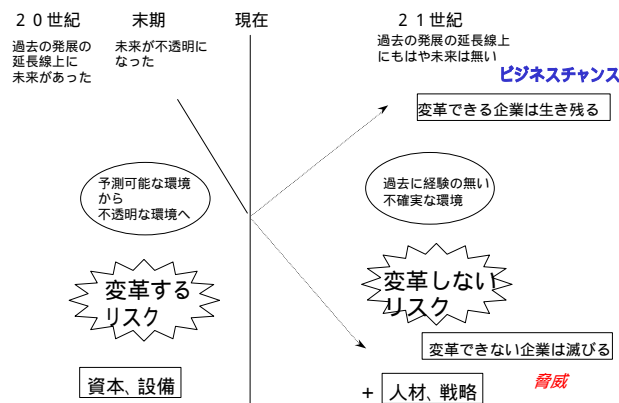 ２０世紀
末期
現在
２１世紀
過去の発展の
延長線上に
未来があった
未来が不透明に
なった
過去の発展の延長線上
にもはや未来は無い
ビジネスチャンス
変革できる企業は生き残る
予測可能な環境
から
不透明な環境へ
過去に経験の無い
不確実な環境
変革する
リスク
変革しない
リスク
変革できない企業は滅びる
脅威
資本、設備
+ 人材、戦略